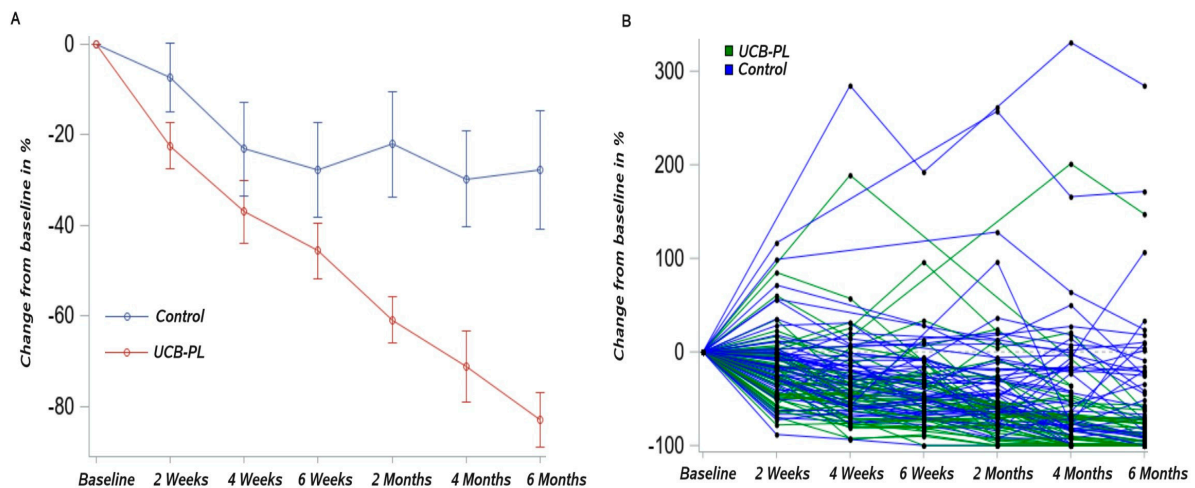 A
Change from baseline in %
0
-20
-40
-60
-80
Control
UCB-PL
Baseline 2 Weeks 4 Weeks 6 Weeks 2 Months 4 Months 6 Months
B
Change from baseline in %
UCB-PL
Control
300
200
100
0
-100
Baseline 2 Weeks 4 Weeks 6 Weeks 2 Months 4 Months 6 Months